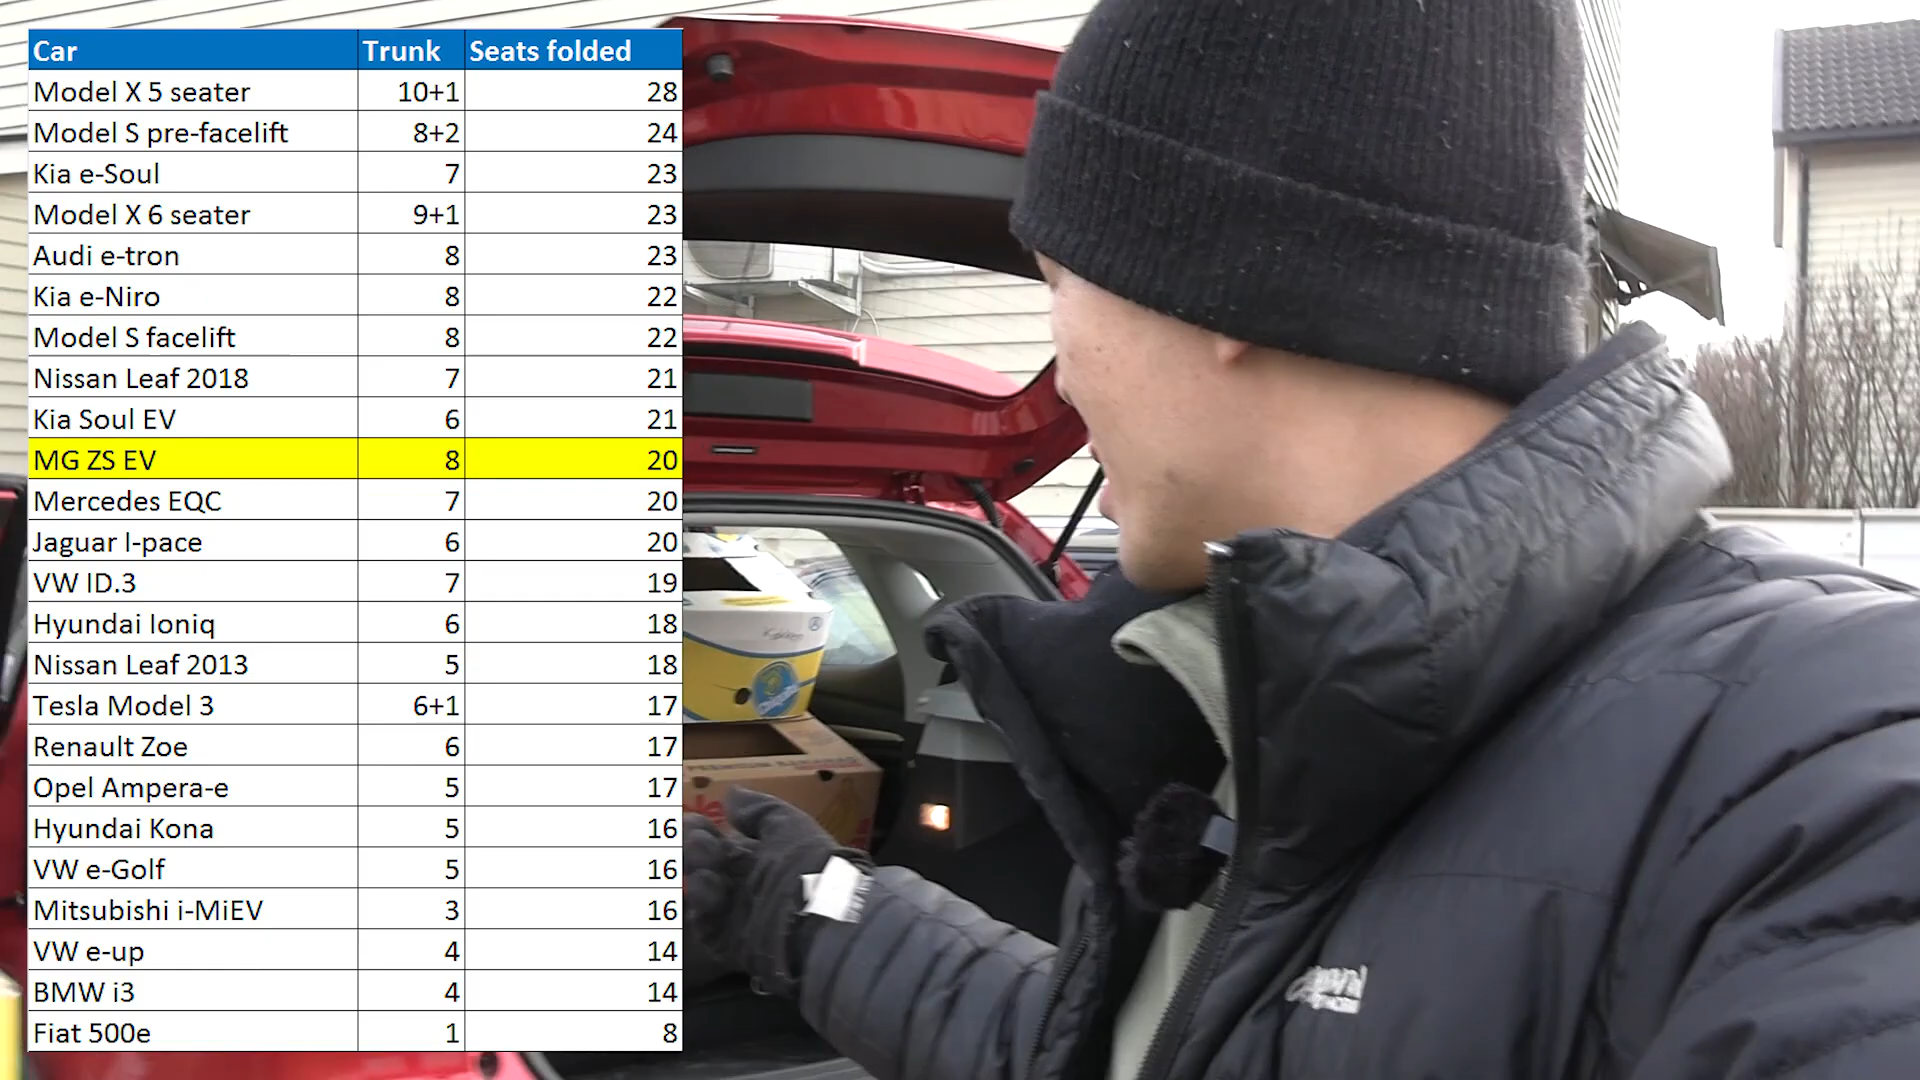 Car Trunk Seats folded
Model X 5 seater 10+1 28
Model S pre-facelift 8+2 24
Kia e-Soul 7 23
Model X 6 seater 9+1 23
Audi e-tron 8 23
Kia e-Niro 8 22
Model S facelift 8 22
Nissan Leaf 2018 7 21
Kia Soul EV 6 21
MG ZS EV 8 20
Mercedes EQC 7 20
Jaguar I-pace 6 20
VW ID.3 7 19
Hyundai Ioniq 6 18
Nissan Leaf 2013 5 18
Tesla Model 3 6+1 17
Renault Zoe 6 17
Opel Ampera-e 5 17
Hyundai Kona 5 16
VW e-Golf 5 16
Mitsubishi i-MiEV 3 16
VW e-up 4 14
BMW i3 4 14
Fiat 500e 1 8
PREMIUM BANANAS